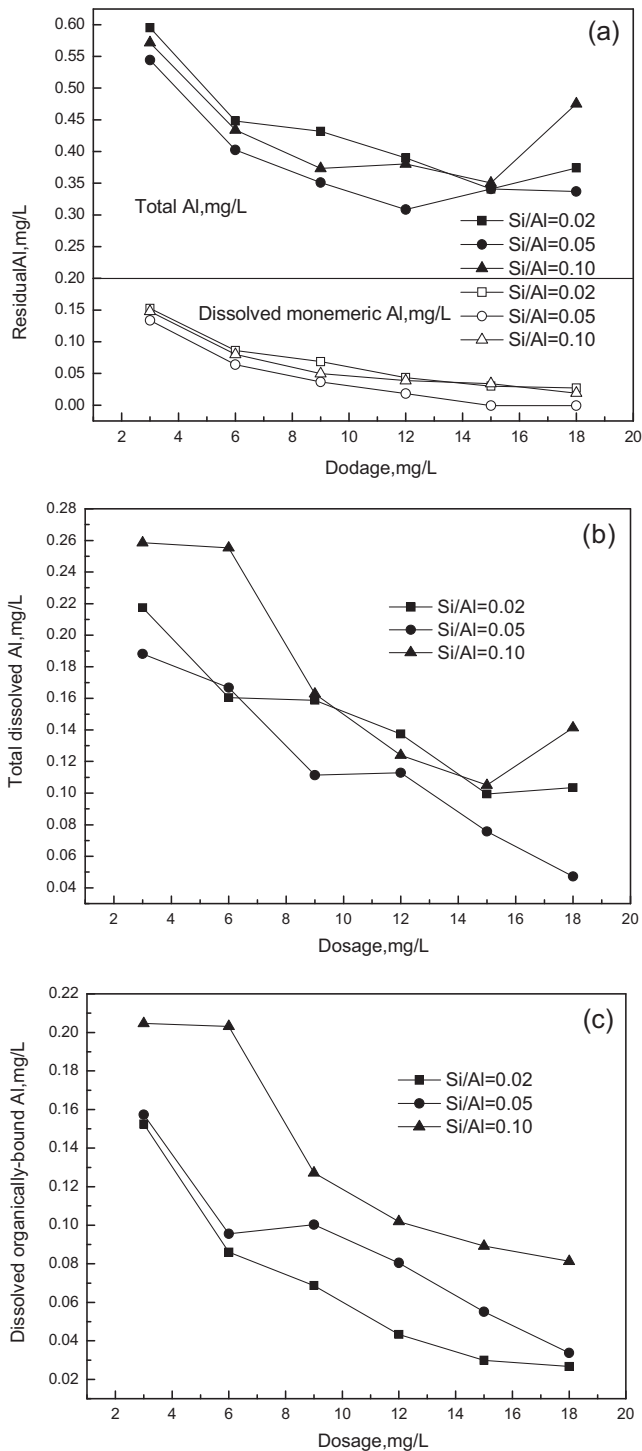 (a)
0.60
0.55
0.50
0.45
0.40
0.35
0.30
0.25
0.20
0.15
0.10
0.05
0.00
ResidualAl,mg/L
Total Al,mg/L
Si/Al=0.02
Si/Al=0.05
Si/Al=0.10
Dissolved monemeric Al,mg/L
Si/Al=0.02
Si/Al=0.05
Si/Al=0.10
2 4 6 8 10 12 14 16 18 20
Dodage,mg/L
(b)
0.28
0.26
0.24
0.22
0.20
0.18
0.16
0.14
0.12
0.10
0.08
0.06
0.04
Total dissolved Al,mg/L
Si/Al=0.02
Si/Al=0.05
Si/Al=0.10
2 4 6 8 10 12 14 16 18 20
Dosage,mg/L
(c)
0.22
0.20
0.18
0.16
0.14
0.12
0.10
0.08
0.06
0.04
0.02
Dissolved organically-bound Al,mg/L
Si/Al=0.02
Si/Al=0.05
Si/Al=0.10
2 4 6 8 10 12 14 16 18 20
Dosage,mg/L